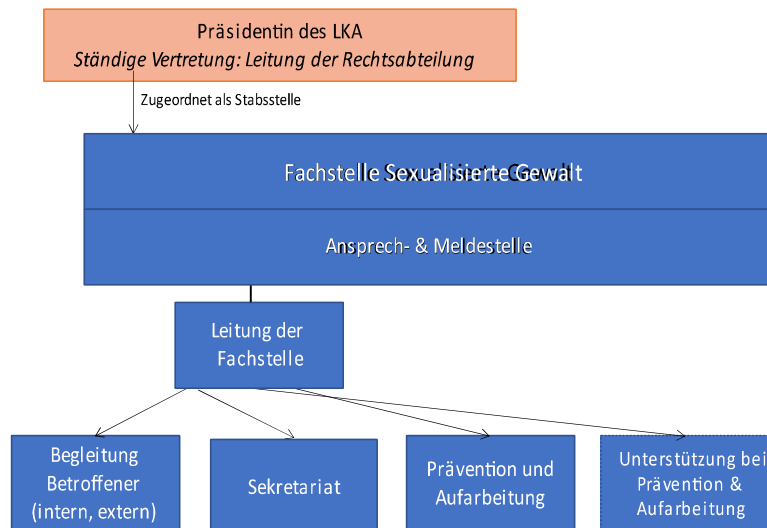 Präsidentin des LKA
Ständige Vertretung: Leitung der Rechtsabteilung
Zugeordnet als Stabsstelle
Fachstelle Sexualisierte Gewalt
Ansprech- & Meldestelle
Leitung der
Fachstelle
Begleitung
Betroffener
(intern, extern)
Sekretariat
Prävention und
Aufarbeitung
Unterstützung bei
Prävention &
Aufarbeitung